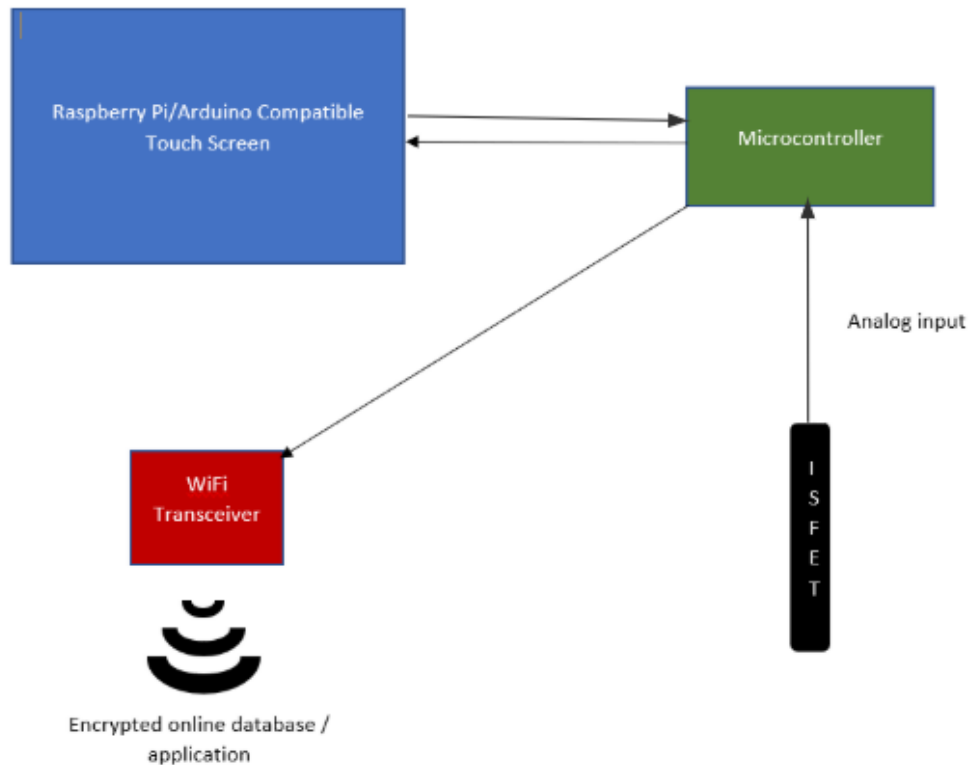 Raspberry Pi/Arduino Compatible
Touch Screen
Microcontroller
Analog input
WiFi
Transceiver
I
S
F
E
T
Encrypted online database /
application